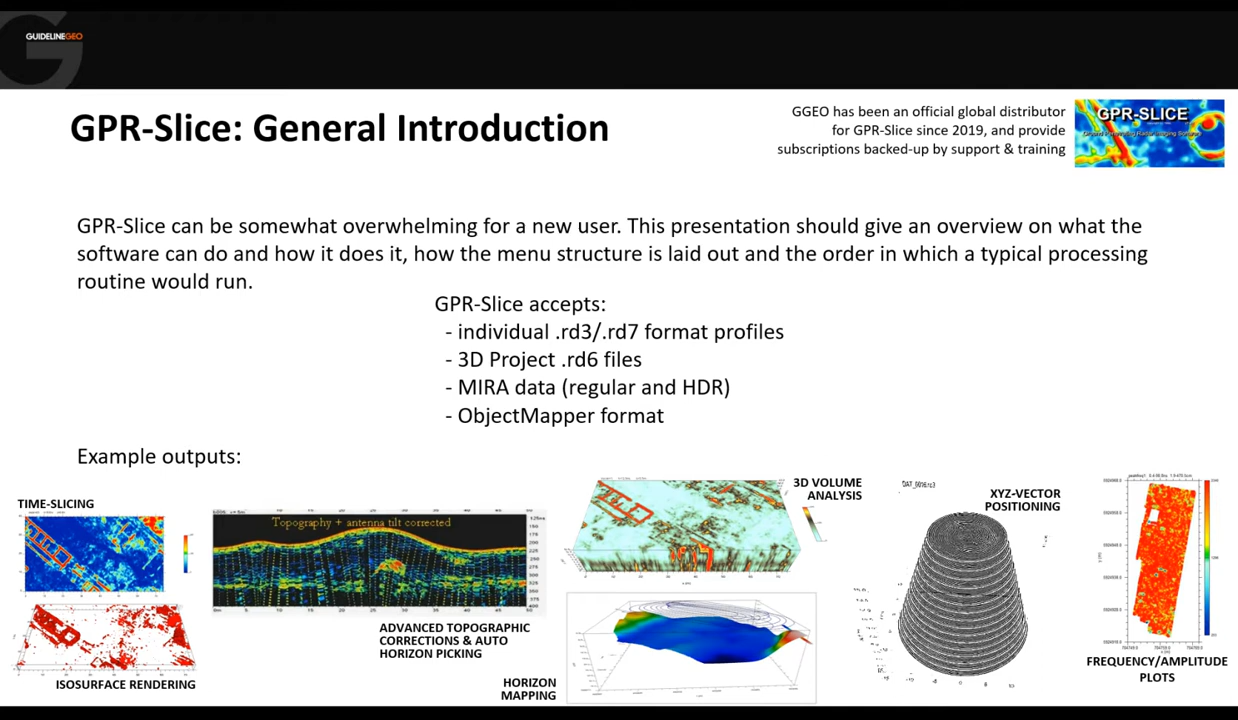 GUIDELINEGEO
GPR-Slice: General Introduction
GGEO has been an official global distributor
for GPR-Slice since 2019, and provide
subscriptions backed-up by support & training
GPR-SLICE
Ground Penetrating Radar Imaging Software
GPR-Slice can be somewhat overwhelming for a new user. This presentation should give an overview on what the
software can do and how it does it, how the menu structure is laid out and the order in which a typical processing
routine would run.
GPR-Slice accepts:
- individual .rd3/.rd7 format profiles
- 3D Project .rd6 files
- MIRA data (regular and HDR)
- ObjectMapper format
Example outputs:
TIME-SLICING
ISOSURFACE RENDERING
Topography + antenna tilt corrected
ADVANCED TOPOGRAPHIC
CORRECTIONS & AUTO
HORIZON PICKING
3D VOLUME
ANALYSIS
HORIZON
MAPPING
XYZ-VECTOR
POSITIONING
FREQUENCY/AMPLITUDE
PLOTS